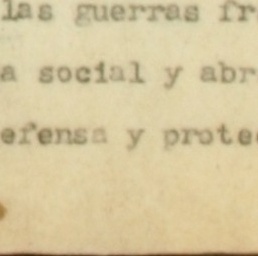 las guerras fr
a social y abr
efensa y prote